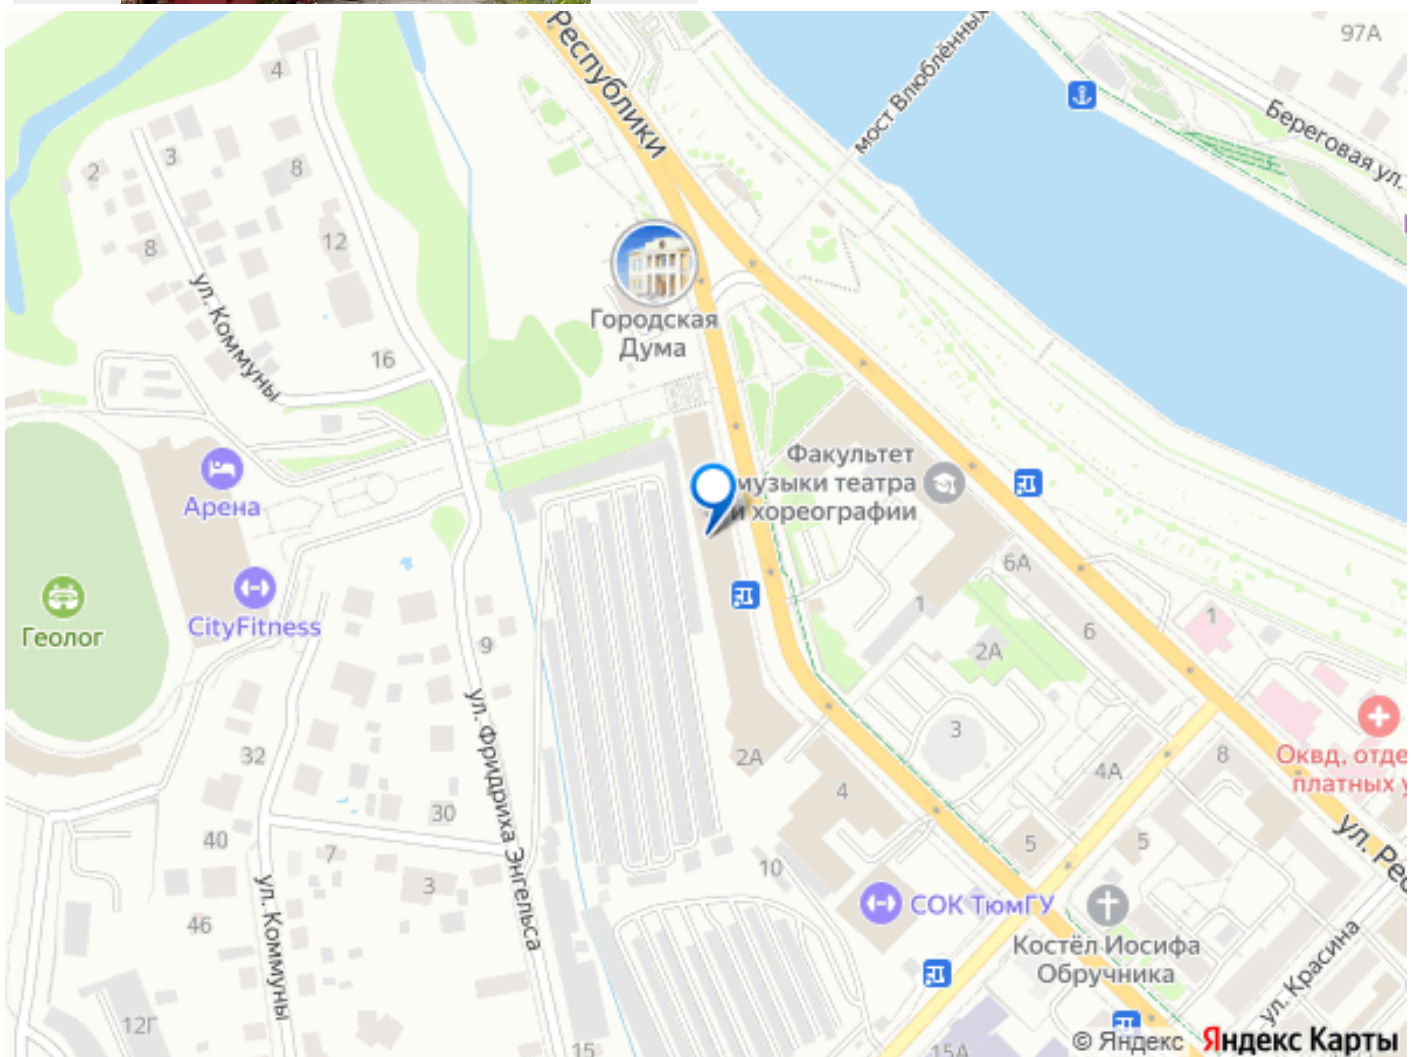 Республики
мост Влюблённых
97А
Береговая ул.
4
3
2
8
8
12
ул. Коммуны
16
Городская
Дума
Факультет
музыки театра
и хореографии
Арена
CityFitness
Геолог
6А
1
6
1
2А
9
ул. Фридриха Энгельса
3
32
2А
4А
8
Оквд, отде
платных у
4
30
40
7
5
5
ул. Рес
3
10
46
ул. Коммуны
СОК ТюмГУ
Костёл Иосифа
Обручника
ул. Красина
12Г
15
15А
© Яндекс
Яндекс Карты